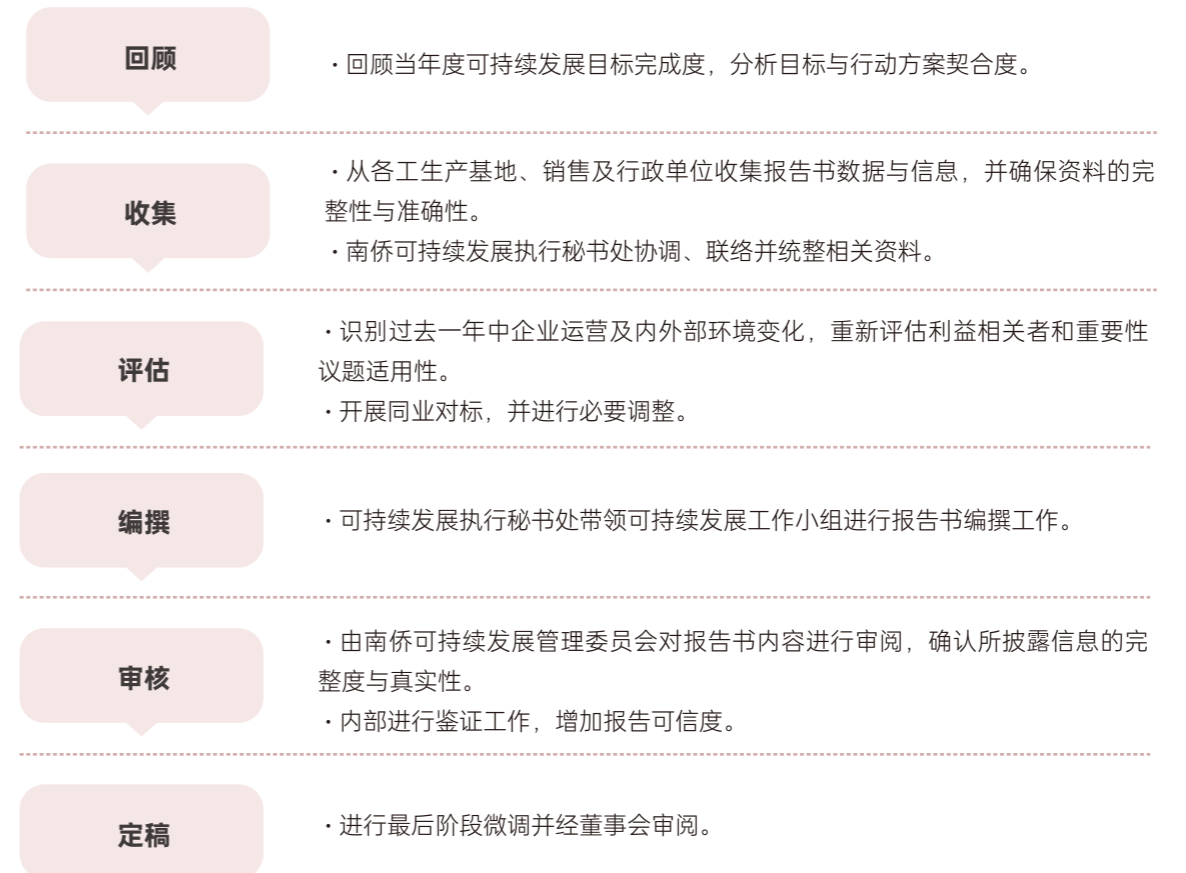 回顾
·回顾当年度可持续发展目标完成度，分析目标与行动方案契合度。
收集
·从各工生产基地、销售及行政单位收集报告书数据与信息，并确保资料的完
整性与准确性。
·南侨可持续发展执行秘书处协调、联络并统整相关资料。
评估
·识别过去一年中企业运营及内外部环境变化，重新评估利益相关者和重要性
议题适用性。
·开展同业对标，并进行必要调整。
编撰
·可持续发展执行秘书处带领可持续发展工作小组进行报告书编撰工作。
审核
·由南侨可持续发展管理委员会对报告书内容进行审阅，确认所披露信息的完
整度与真实性。
·内部进行鉴证工作，增加报告可信度。
定稿
·进行最后阶段微调并经董事会审阅。